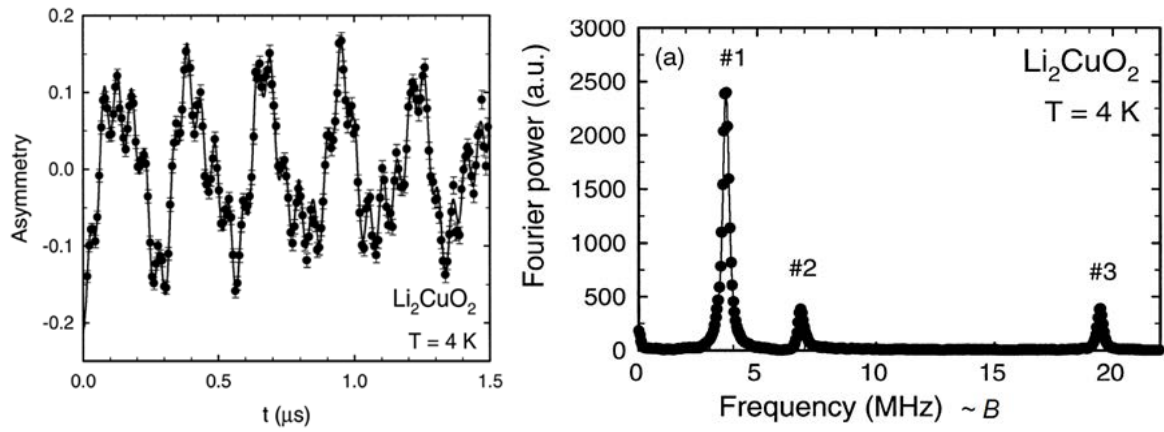 0.2
0.1
0.0
-0.1
-0.2
Asymmetry
Li₂CuO₂
T = 4 K
0.0 0.5 1.0 1.5
t (μs)
3000
2500
2000
1500
1000
500
0
Fourier power (a.u.)
(a) #1 Li₂CuO₂
T = 4 K
#2 #3
0 5 10 15 20
Frequency (MHz) ~ B